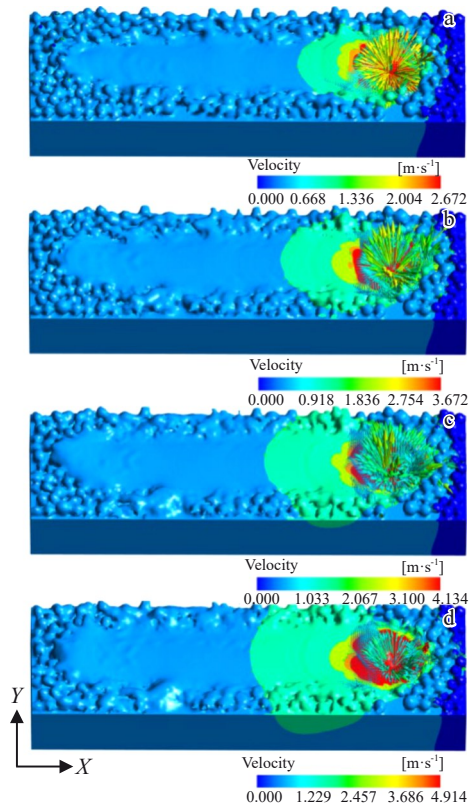 a
Velocity [m·s⁻¹]
0.000 0.668 1.336 2.004 2.672
b
Velocity [m·s⁻¹]
0.000 0.918 1.836 2.754 3.672
c
Velocity [m·s⁻¹]
0.000 1.033 2.067 3.100 4.134
d
Y
X
Velocity [m·s⁻¹]
0.000 1.229 2.457 3.686 4.914